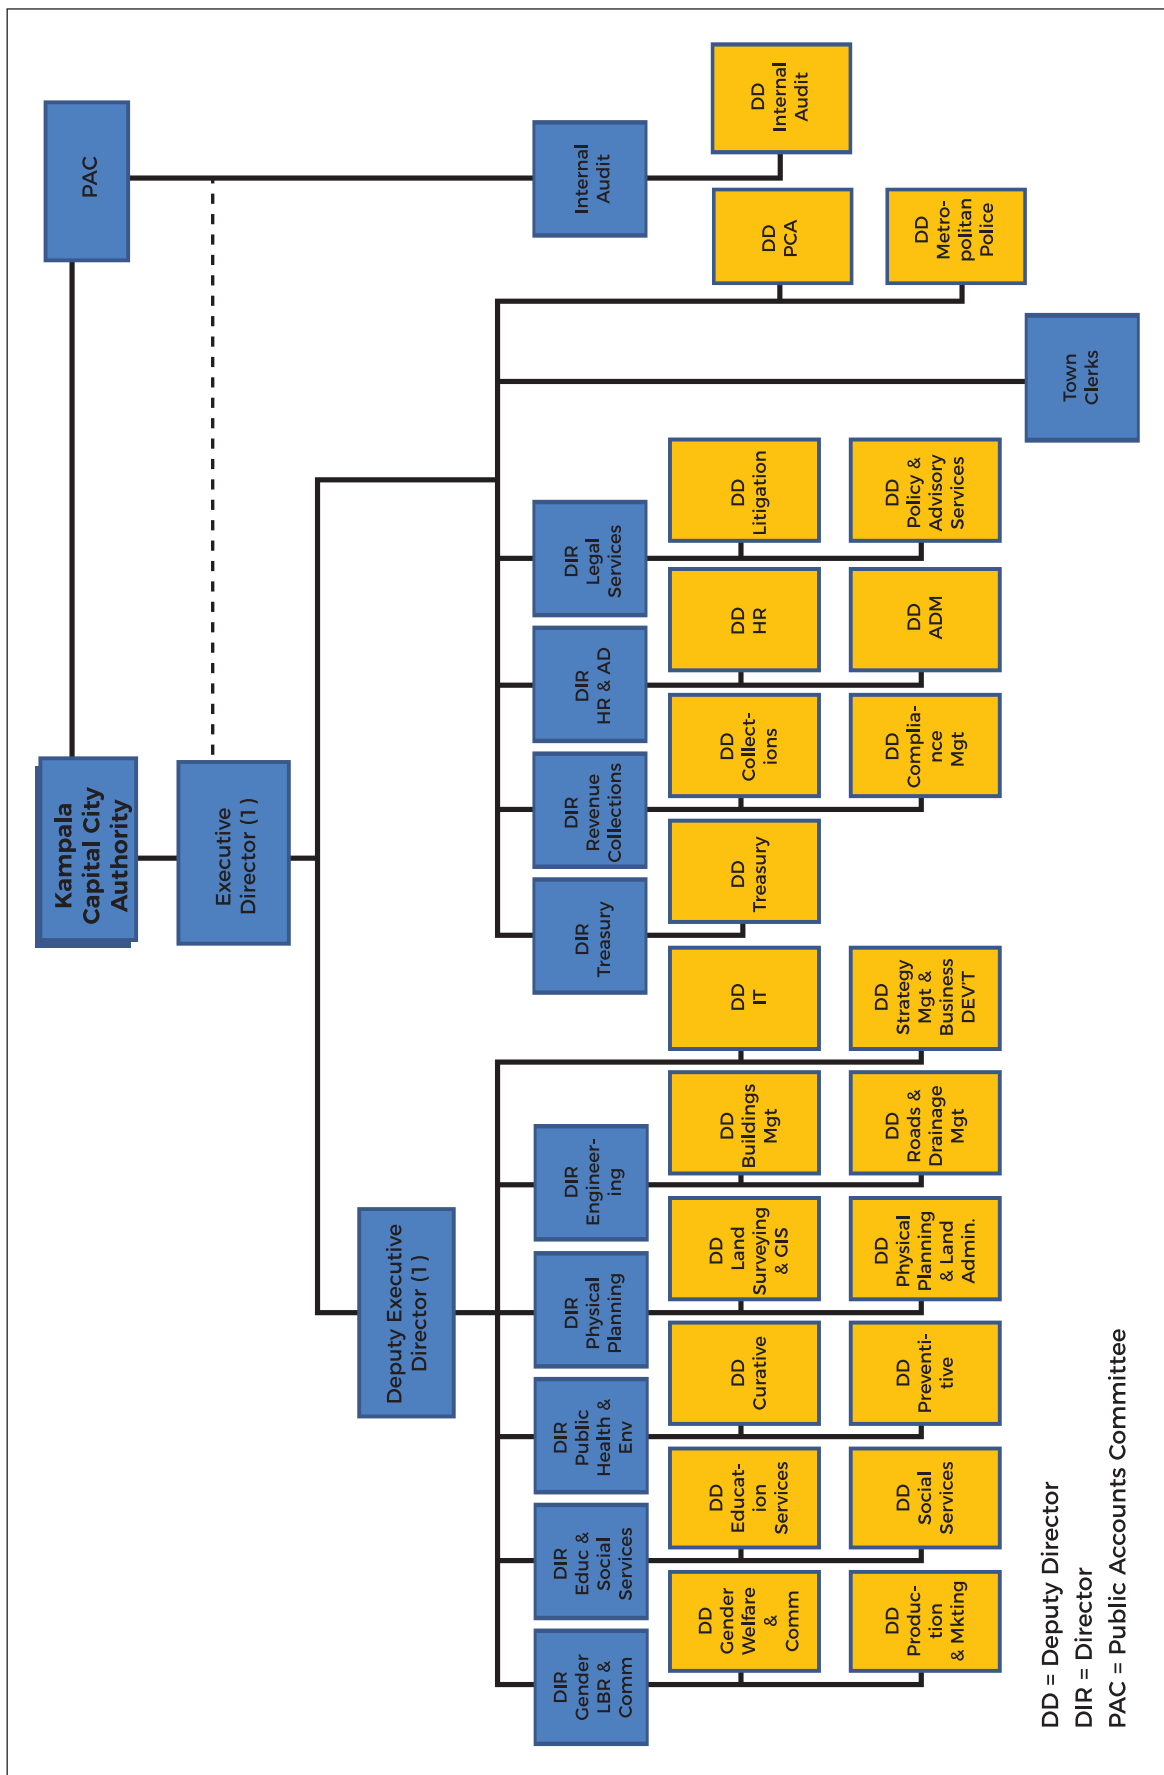 Kampala
Capital City
Authority
PAC
Executive
Director (1)
Deputy Executive
Director (1)
DIR
Gender
LBR &
Comm
DIR
Educ &
Social
Services
DIR
Public
Health &
Env
DIR
Physical
Planning
DIR
Engineer-
ing
DIR
Treasury
DIR
Revenue
Collections
DIR
HR & AD
DIR
Legal
Services
Internal
Audit
DD
Gender
Welfare
&
Comm
DD
Educat-
ion
Services
DD
Curative
DD
Land
Surveying
& GIS
DD
Buildings
Mgt
DD
IT
DD
Treasury
DD
Collect-
ions
DD
HR
DD
Litigation
DD
PCA
DD
Internal
Audit
DD
Produc-
tion
& Mkting
DD
Social
Services
DD
Preventi-
tive
DD
Physical
Planning
& Land
Admin.
DD
Roads &
Drainage
Mgt
DD
Strategy
Mgt &
Business
DEV'T
DD
Complia-
nce
Mgt
DD
ADM
DD
Policy &
Advisory
Services
DD
Metro-
politan
Police
Town
Clerks
DD = Deputy Director
DIR = Director
PAC = Public Accounts Committee